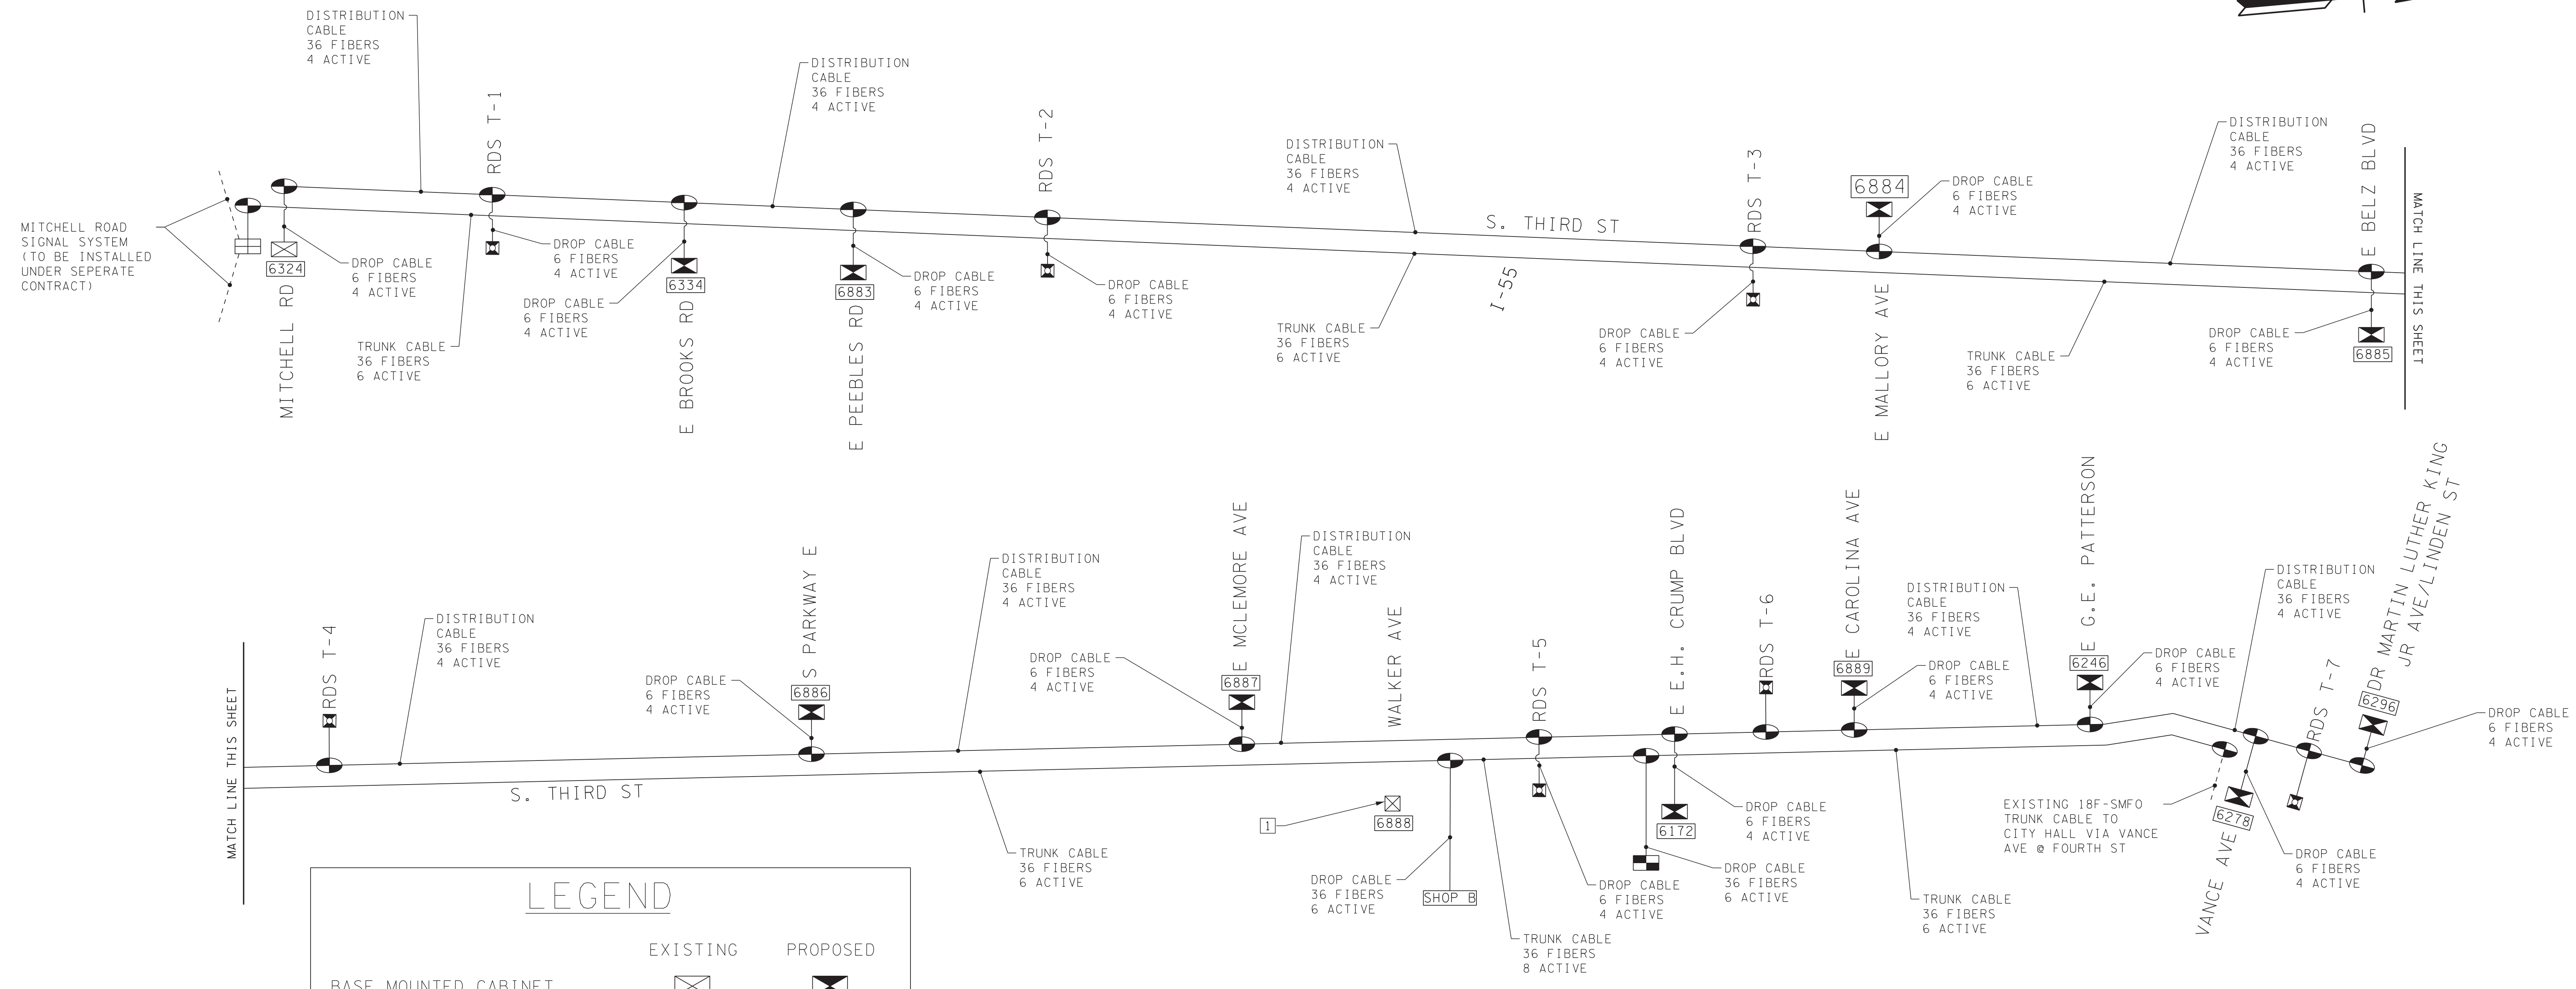 DISTRIBUTION
CABLE
36 FIBERS
4 ACTIVE
DISTRIBUTION
CABLE
36 FIBERS
4 ACTIVE
DISTRIBUTION
CABLE
36 FIBERS
4 ACTIVE
DISTRIBUTION
CABLE
36 FIBERS
4 ACTIVE
RDS T-1
RDS T-2
RDS T-3
6884
DROP CABLE
6 FIBERS
4 ACTIVE
E BELZ BLVD
MATCH LINE THIS SHEET
MITCHELL ROAD
SIGNAL SYSTEM
(TO BE INSTALLED
UNDER SEPERATE
CONTRACT)
6324
MITCHELL RD
DROP CABLE
6 FIBERS
4 ACTIVE
TRUNK CABLE
36 FIBERS
6 ACTIVE
DROP CABLE
6 FIBERS
4 ACTIVE
DROP CABLE
6 FIBERS
4 ACTIVE
6334
E BROOKS RD
6883
E PEEBLES RD
DROP CABLE
6 FIBERS
4 ACTIVE
DROP CABLE
6 FIBERS
4 ACTIVE
S. THIRD ST
I-55
TRUNK CABLE
36 FIBERS
6 ACTIVE
DROP CABLE
6 FIBERS
4 ACTIVE
E MALLORY AVE
TRUNK CABLE
36 FIBERS
6 ACTIVE
DROP CABLE
6 FIBERS
4 ACTIVE
6885
MATCH LINE THIS SHEET
RDS T-4
DISTRIBUTION
CABLE
36 FIBERS
4 ACTIVE
S. THIRD ST
DROP CABLE
6 FIBERS
4 ACTIVE
S PARKWAY E
6886
DISTRIBUTION
CABLE
36 FIBERS
4 ACTIVE
TRUNK CABLE
36 FIBERS
6 ACTIVE
DROP CABLE
6 FIBERS
4 ACTIVE
E MCLEMORE AVE
6887
DISTRIBUTION
CABLE
36 FIBERS
4 ACTIVE
WALKER AVE
1
6888
DROP CABLE
36 FIBERS
6 ACTIVE
SHOP B
TRUNK CABLE
36 FIBERS
8 ACTIVE
RDS T-5
DROP CABLE
6 FIBERS
4 ACTIVE
E E.H. CRUMP BLVD
6172
DROP CABLE
6 FIBERS
4 ACTIVE
DROP CABLE
36 FIBERS
6 ACTIVE
RDS T-6
E CAROLINA AVE
6889
DROP CABLE
6 FIBERS
4 ACTIVE
DISTRIBUTION
CABLE
36 FIBERS
4 ACTIVE
TRUNK CABLE
36 FIBERS
6 ACTIVE
E G.E. PATTERSON
6246
DROP CABLE
6 FIBERS
4 ACTIVE
EXISTING 18F-SMFO
TRUNK CABLE TO
CITY HALL VIA VANCE
AVE @ FOURTH ST
DISTRIBUTION
CABLE
36 FIBERS
4 ACTIVE
6278
VANCE AVE
DROP CABLE
6 FIBERS
4 ACTIVE
RDS T-7
DR MARTIN LUTHER KING
JR AVE/LINDEN ST
6296
DROP CABLE
6 FIBERS
4 ACTIVE
LEGEND
EXISTING PROPOSED
BASE MOUNTED CABINET